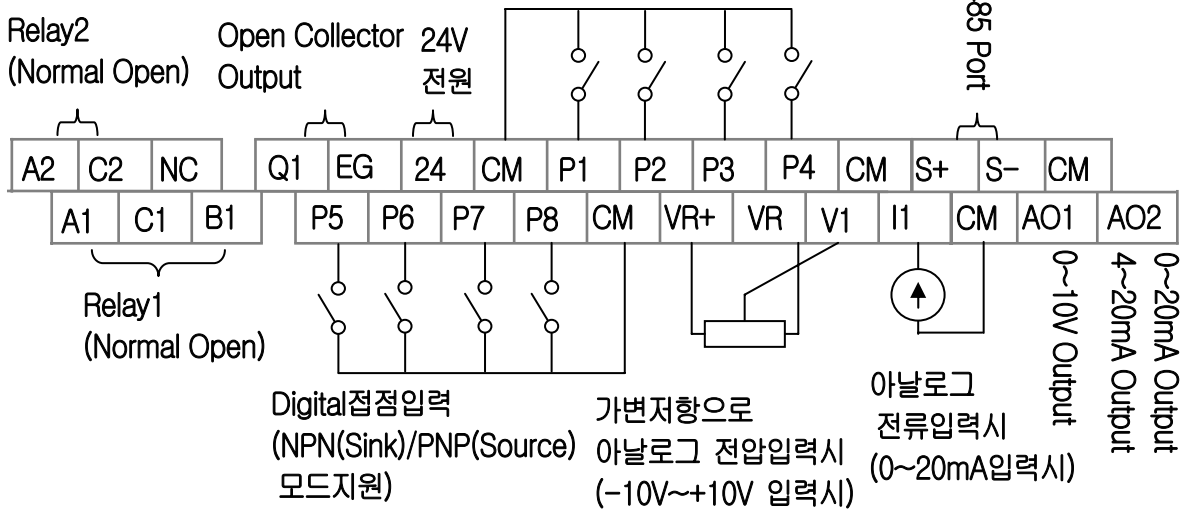 Relay2
(Normal Open)
Open Collector
Output
24V
전원
85 Port
A2 C2 NC
Q1 EG 24 CM P1 P2 P3 P4 CM S+ S- CM
A1 C1 B1
P5 P6 P7 P8 CM VR+ VR V1 I1 CM AO1 AO2
Relay1
(Normal Open)
Digital접점입력
(NPN(Sink)/PNP(Source)
모드지원)
가변저항으로
아날로그 전압입력시
(-10V~+10V 입력시)
아날로그
전류입력시
(0~20mA입력시)
0~10V Output
4~20mA Output
0~20mA Output